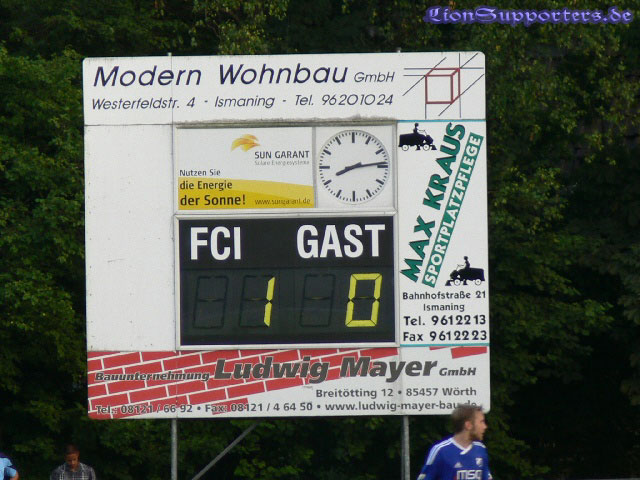 LionSupporters.de
Modern Wohnbau GmbH
Westerfeldstr. 4 - Ismaning - Tel. 96201024
SUN GARANT
Solare Energiesysteme
Nutzen Sie
die Energie
der Sonne! www.sungarant.de
MAX KRAUS
SPORTPLATZPFLEGE
FCI GAST
1 0
Bahnhofstraße 21
Ismaning
Tel. 9612213
Fax 9612223
Bauunternehmung Ludwig Mayer GmbH
Breitötting 12 • 85457 Wörth
Tel.: 08121 / 66 92 • Fax: 08121 / 4 64 50 • www.ludwig-mayer-bau.de
MSG